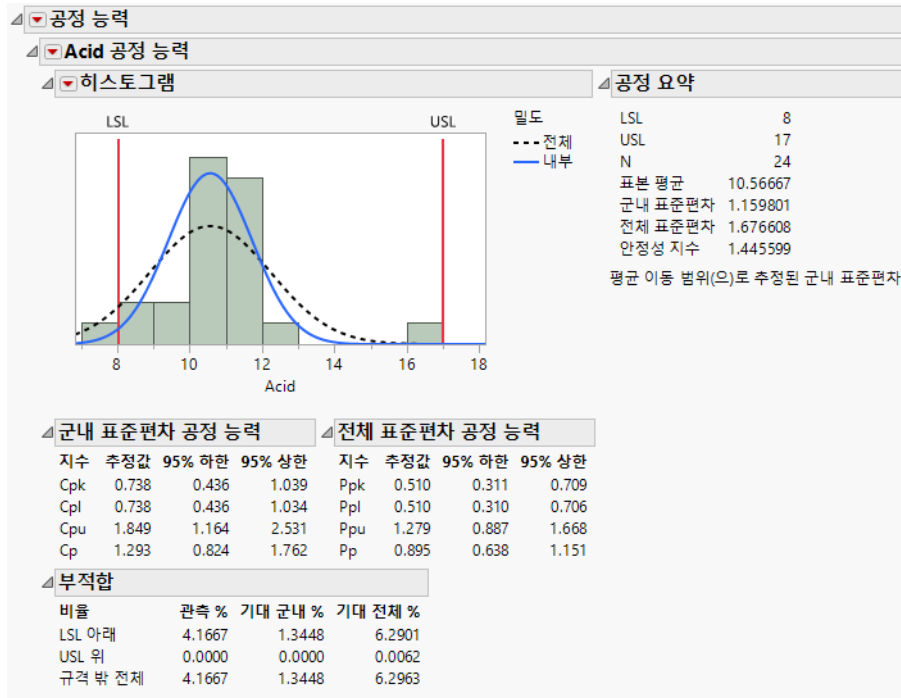 공정 능력
Acid 공정 능력
히스토그램
LSL USL
밀도
전체
내부
8 10 12 14 16 18
Acid
공정 요약
LSL 8
USL 17
N 24
표본 평균 10.56667
군내 표준편차 1.159801
전체 표준편차 1.676608
안정성 지수 1.445599
평균 이동 범위(으)로 추정된 군내 표준편차
군내 표준편차 공정 능력
지수 추정값 95% 하한 95% 상한
Cpk 0.738 0.436 1.039
Cpl 0.738 0.436 1.034
Cpu 1.849 1.164 2.531
Cp 1.293 0.824 1.762
전체 표준편차 공정 능력
지수 추정값 95% 하한 95% 상한
Ppk 0.510 0.311 0.709
Ppl 0.510 0.310 0.706
Ppu 1.279 0.887 1.668
Pp 0.895 0.638 1.151
부적합
비율 관측 % 기대 군내 % 기대 전체 %
LSL 아래 4.1667 1.3448 6.2901
USL 위 0.0000 0.0000 0.0062
규격 밖 전체 4.1667 1.3448 6.2963